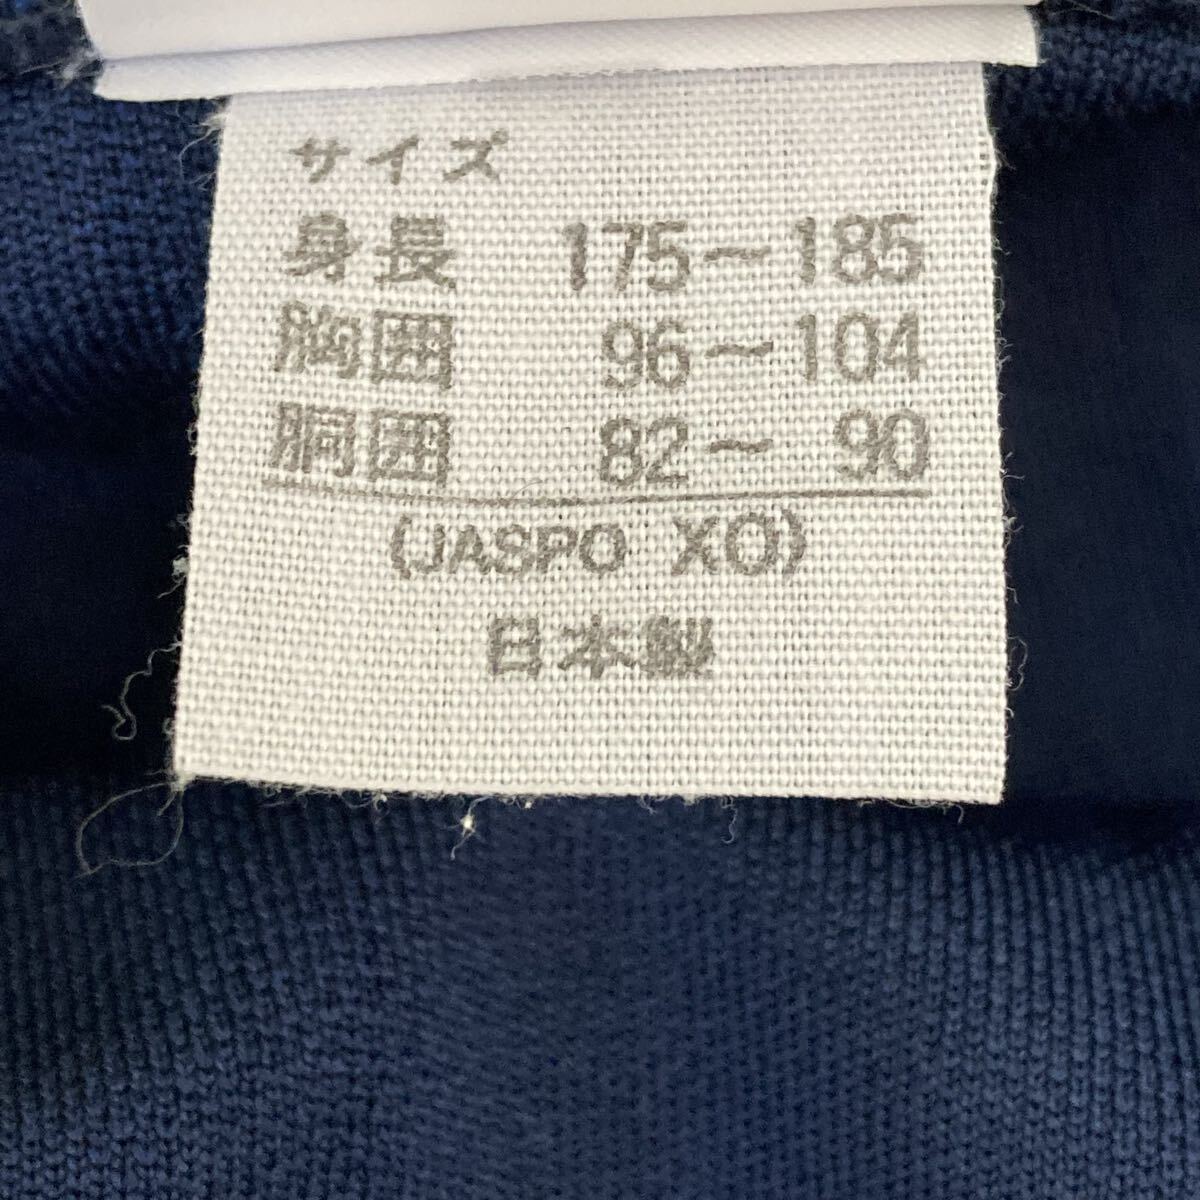 サイズ
身長 175～185
胸囲 96～104
胴囲 82～ 90
(JASPO XO)
日本製